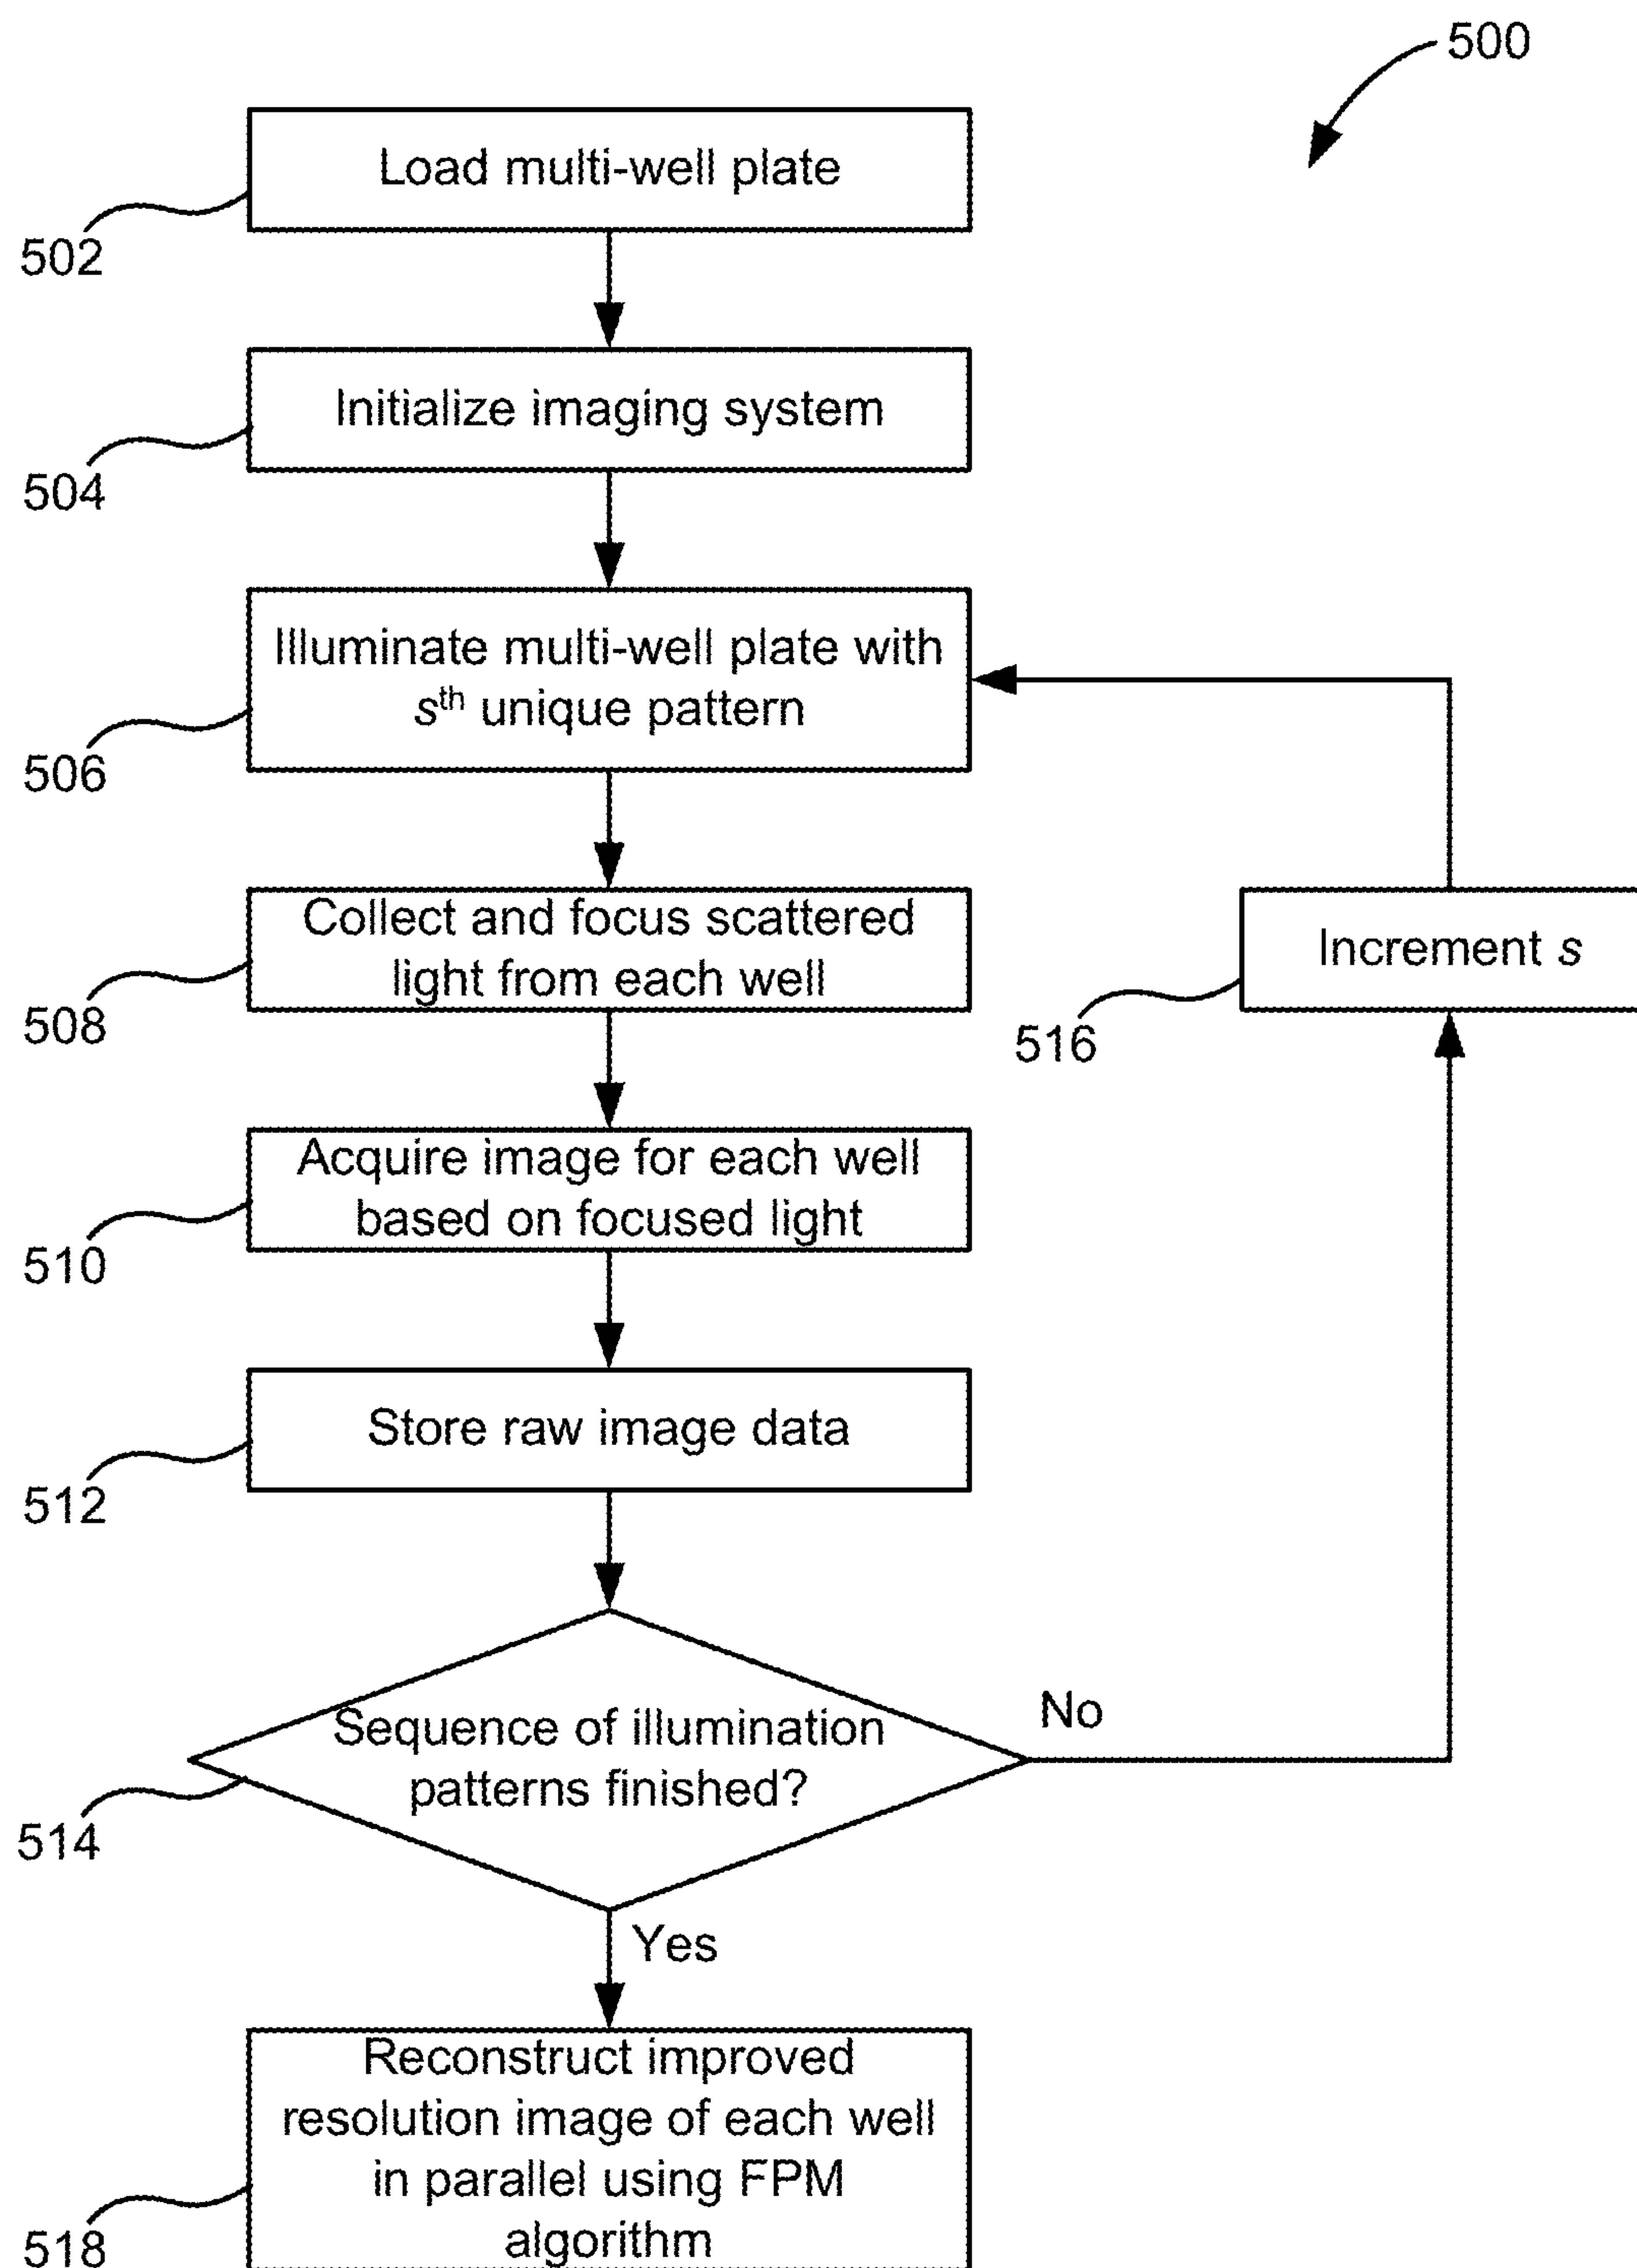 500
Load multi-well plate
502
Initialize imaging system
504
Illuminate multi-well plate with
sth unique pattern
506
Collect and focus scattered
light from each well
508
Increment s
516
Acquire image for each well
based on focused light
510
Store raw image data
512
Sequence of illumination
patterns finished?
No
514
Yes
Reconstruct improved
resolution image of each well
in parallel using FPM
algorithm
518